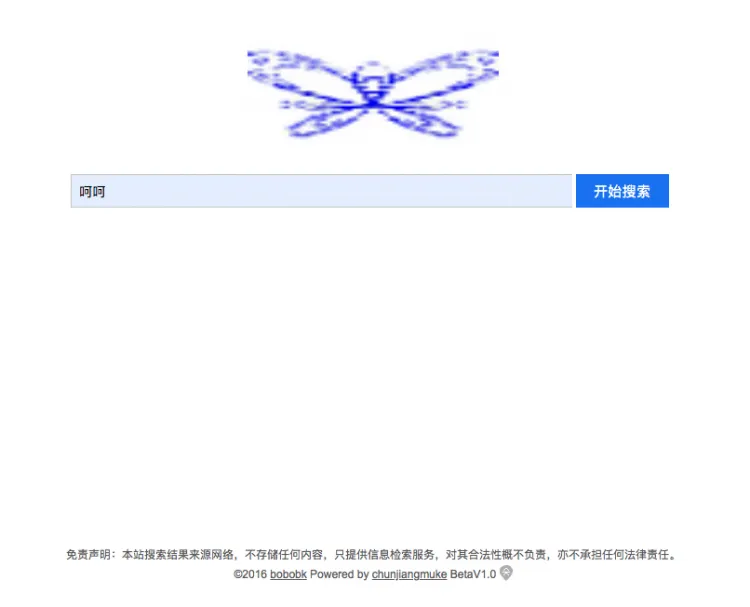 呵呵
开始搜索
免责声明：本站搜索结果来源网络，不存储任何内容，只提供信息检索服务，对其合法性概不负责，亦不承担任何法律责任。
©2016 bobobk Powered by chunjiangmuke BetaV1.0